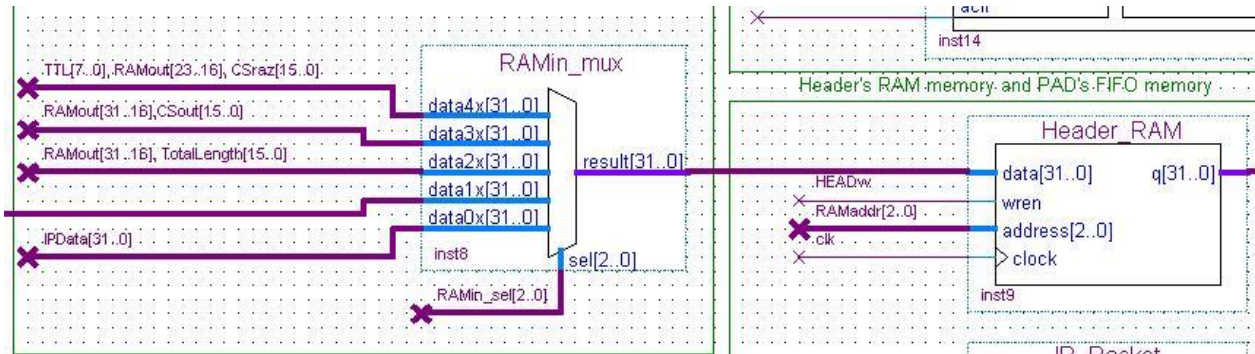 aclr
inst14
RAMin_mux
TTL[7..0], RAMout[23..16], CSraz[15..0]
data4x[31..0]
RAMout[31..16],CSout[15..0]
data3x[31..0]
RAMout[31..16], TotalLength[15..0]
data2x[31..0]
result[31..0]
data1x[31..0]
data0x[31..0]
IPData[31..0]
inst8
sel[2..0]
RAMin_sel[2..0]
Header's RAM memory and PAD's FIFO memory
Header_RAM
data[31..0]
q[31..0]
HEADw
wren
RAMaddr[2..0]
address[2..0]
clk
clock
inst9
IP_Packet